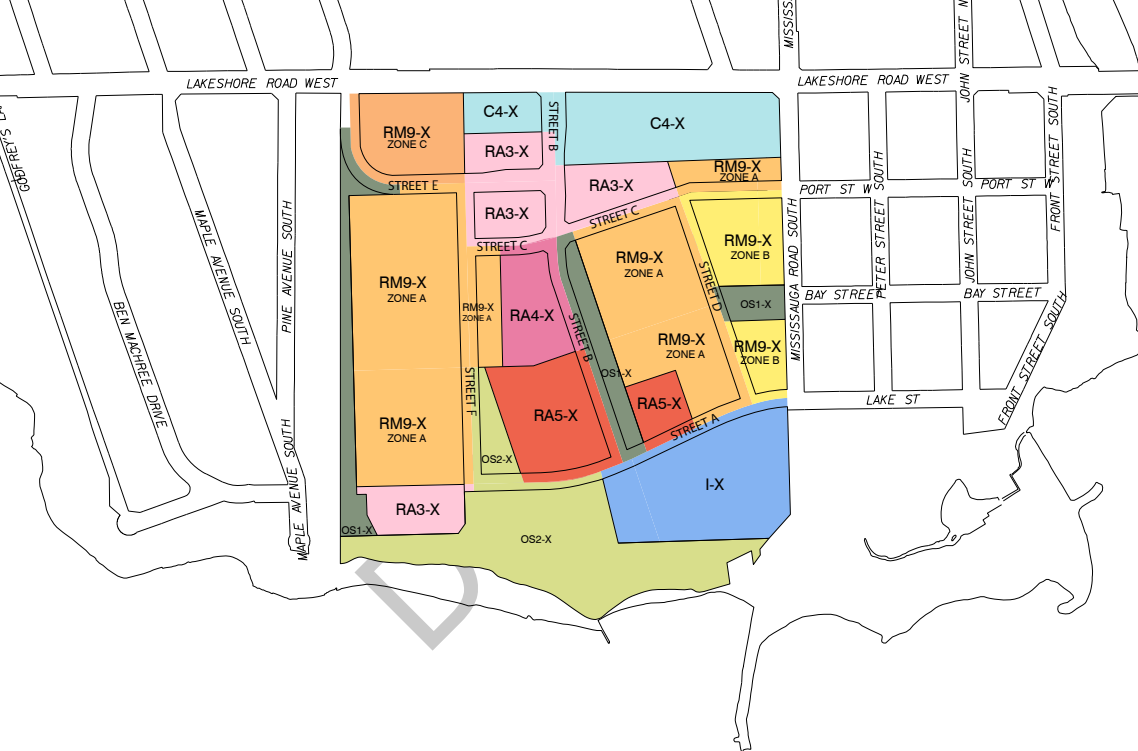 MISSISS
JOHN STREET N
LAKESHORE ROAD WEST
LAKESHORE ROAD WEST
GODFREY'S LA
RM9-X
ZONE C
C4-X
STREET B
C4-X
RA3-X
RM9-X
ZONE A
STREET E
RA3-X
PORT ST W
PORT ST W
RA3-X
STREET C
STREET C
JOHN STREET SOUTH
FRONT STREET SOUTH
PETER STREET SOUTH
MISSISSAUGA ROAD SOUTH
MAPLE AVENUE SOUTH
PINE AVENUE SOUTH
BEN MACHREE DRIVE
MAPLE AVENUE SOUTH
RM9-X
ZONE A
RM9-X
ZONE A
RA4-X
STREET B
RM9-X
ZONE A
STREET D
RM9-X
ZONE B
OS1-X
BAY STREET
BAY STREET
FRONT STREET SOUTH
RM9-X
ZONE A
RM9-X
ZONE B
OS1-X
STREET F
RM9-X
ZONE A
RA5-X
RA5-X
STREET A
LAKE ST
OS2-X
I-X
RA3-X
OS1-X
OS2-X
D